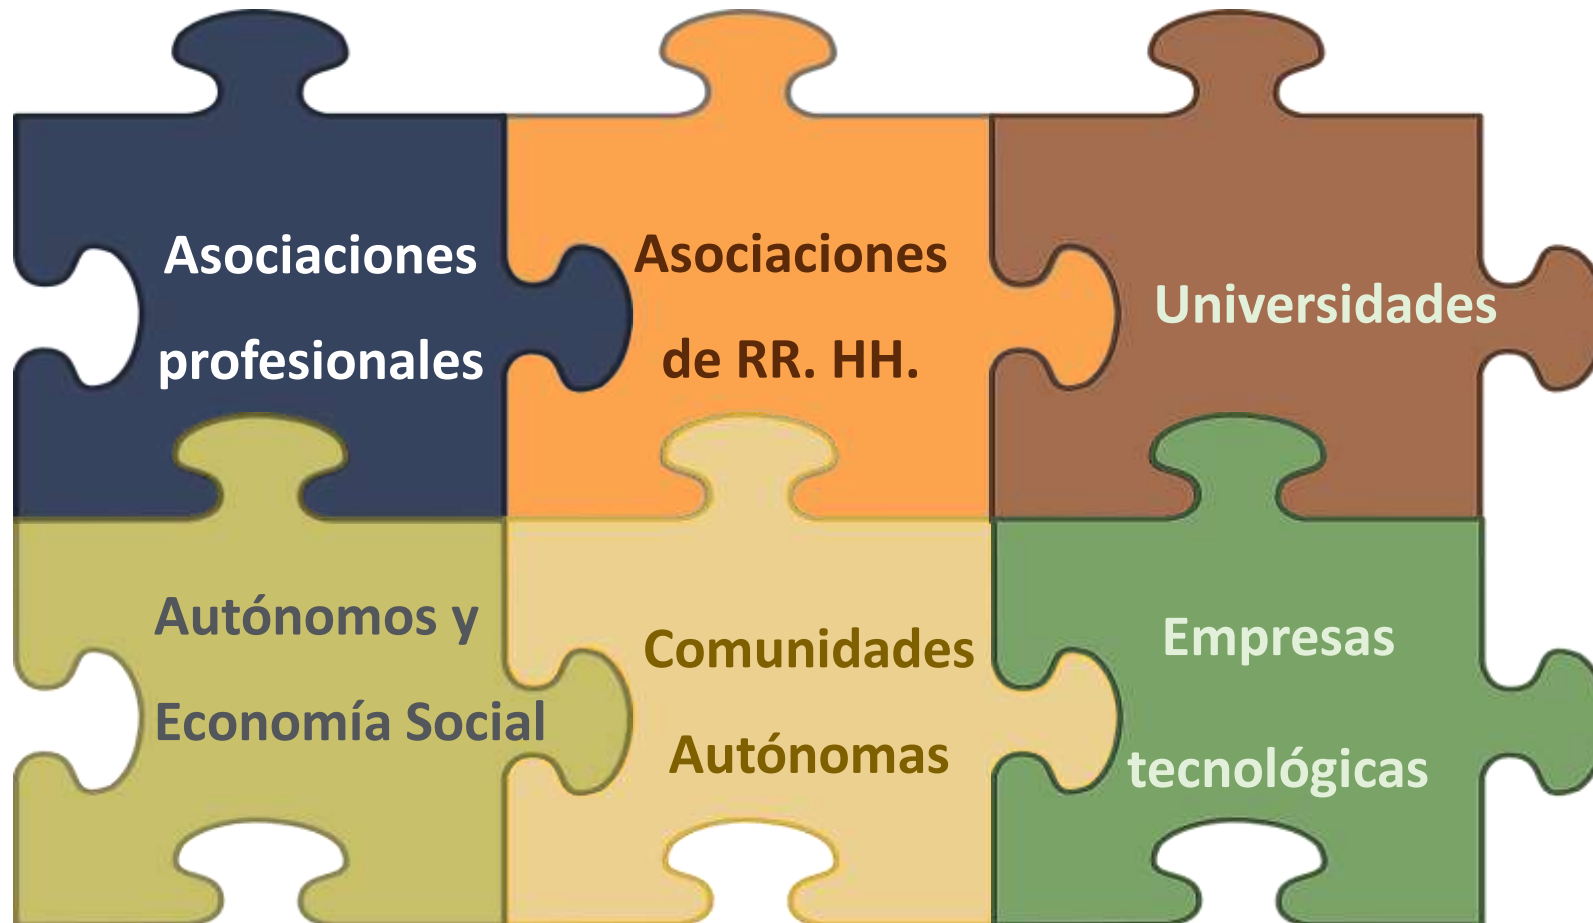 Asociaciones
profesionales
Asociaciones
de RR. HH.
Universidades
Autónomos y
Economía Social
Comunidades
Autónomas
Empresas
tecnológicas